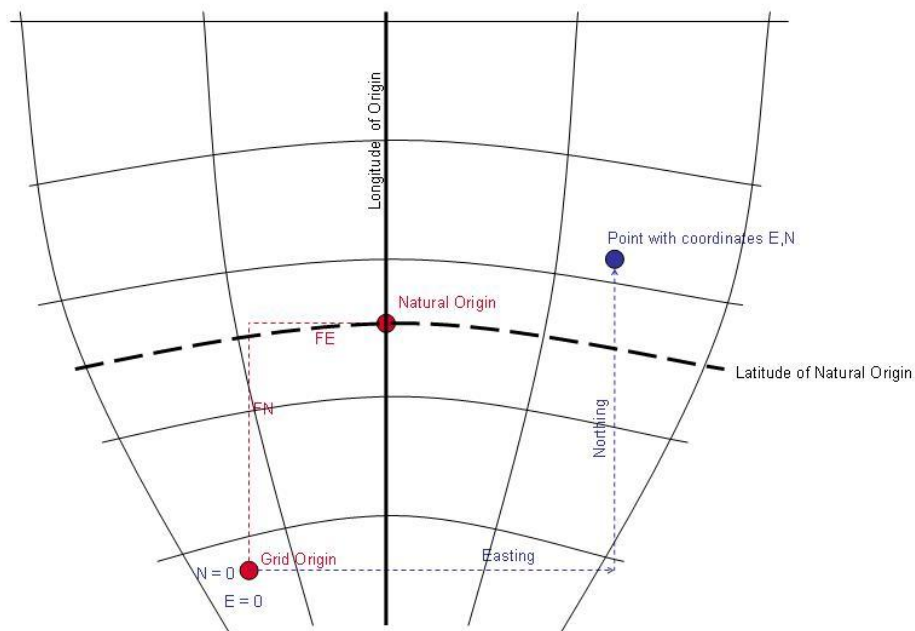 Longitude of Origin
Point with coordinates E,N
Natural Origin
FE
Latitude of Natural Origin
FN
Northing
Grid Origin
Easting
N = 0
E = 0